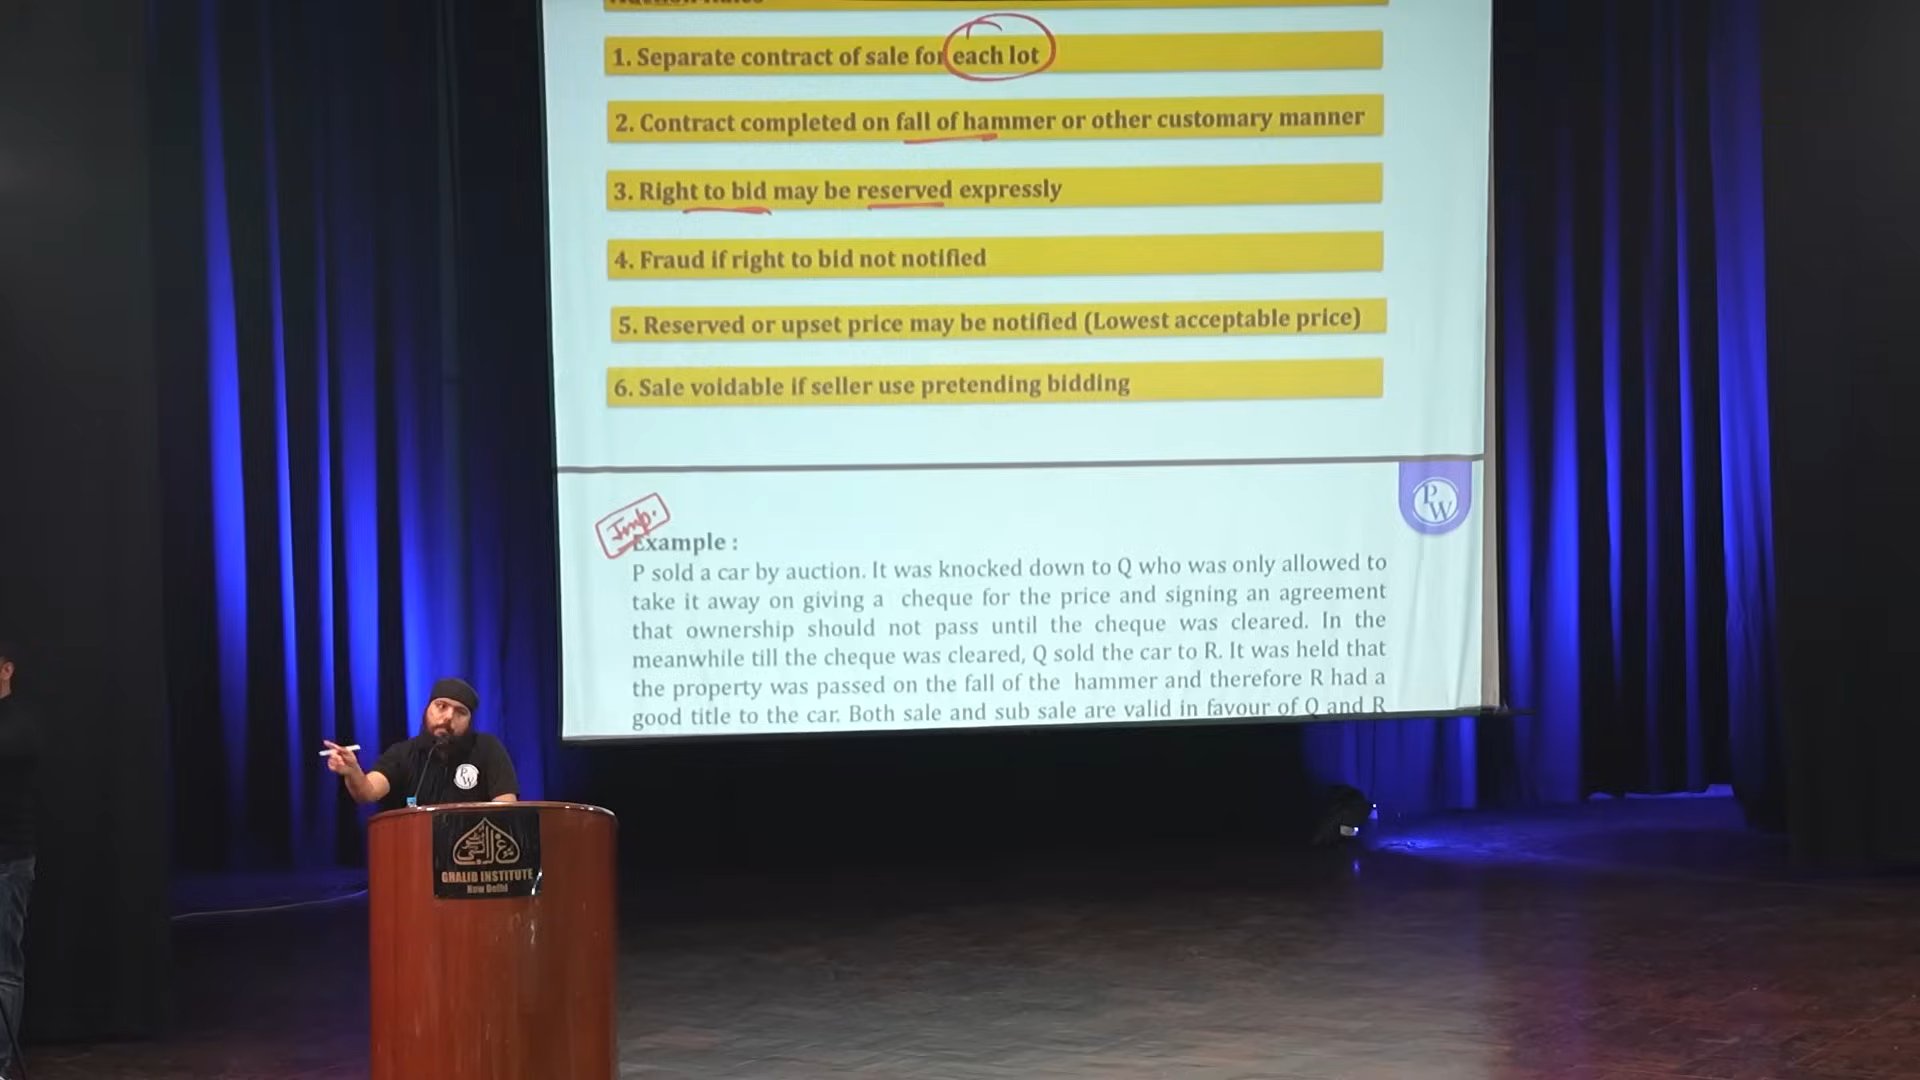 1. Separate contract of sale for each lot
2. Contract completed on fall of hammer or other customary manner
3. Right to bid may be reserved expressly
4. Fraud if right to bid not notified
5. Reserved or upset price may be notified (Lowest acceptable price)
6. Sale voidable if seller use pretending bidding
PW
Imp.
Example :
P sold a car by auction. It was knocked down to Q who was only allowed to
take it away on giving a cheque for the price and signing an agreement
that ownership should not pass until the cheque was cleared. In the
meanwhile till the cheque was cleared, Q sold the car to R. It was held that
the property was passed on the fall of the hammer and therefore R had a
good title to the car. Both sale and sub sale are valid in favour of Q and R
PW
GHALIB INSTITUTE
New Delhi